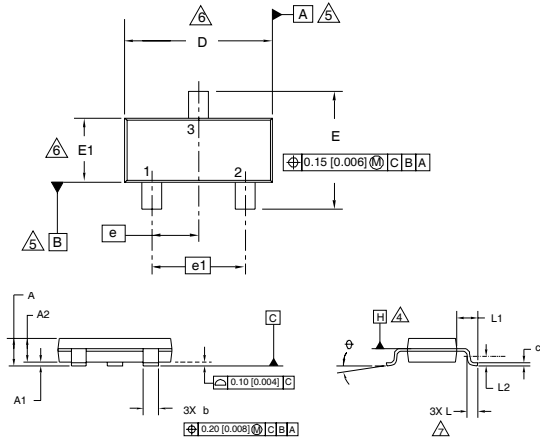 6
A 5
D
3
E
6 E1
⌖ 0.15 [0.006] Ⓜ C B A
1 2
5 B
e
e1
A
A2
C
H 4
L1
θ
c
A1
⌓ 0.10 [0.004] C
L2
3X b
3X L
⌖ 0.20 [0.008] Ⓜ C B A
7